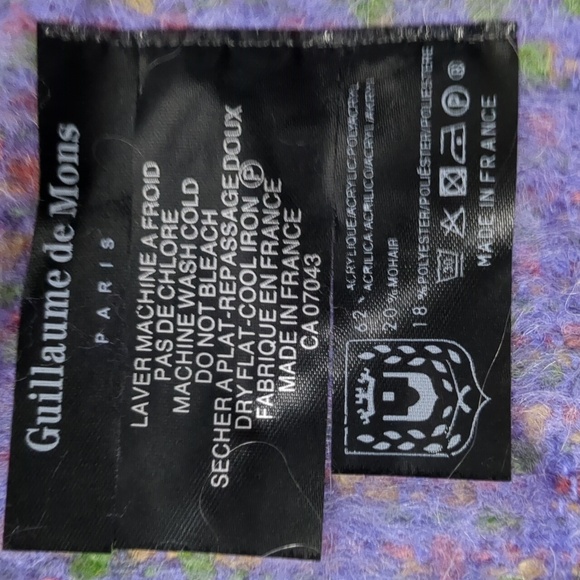 Guillaume de Mons
PARIS
LAVER MACHINE A FROID
PAS DE CHLORE
MACHINE WASH COLD
DO NOT BLEACH
SECHER A PLAT-REPASSAGE DOUX
DRY FLAT-COOL IRON P
FABRIQUE EN FRANCE
MADE IN FRANCE
CA 07043
62 ACRYLIQUE/ACRYLIC/POLYACRYL
ACRILICA/ACRILICO/ACRYL/AKRYL
20 %MOHAIR
18 %POLYESTER/POLIÉSTER/POLIESTERE
30 P
MADE IN FRANCE